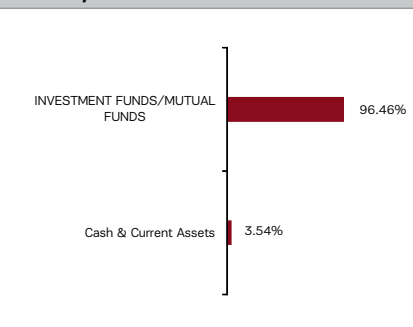 INVESTMENT FUNDS/MUTUAL
FUNDS
96.46%
Cash & Current Assets
3.54%